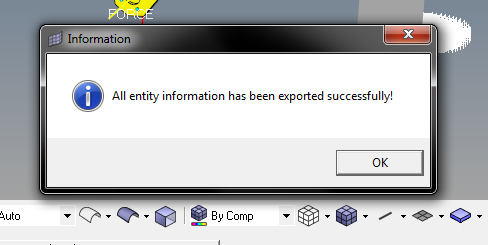 FORCE
Information
All entity information has been exported successfully!
OK
Auto
By Comp